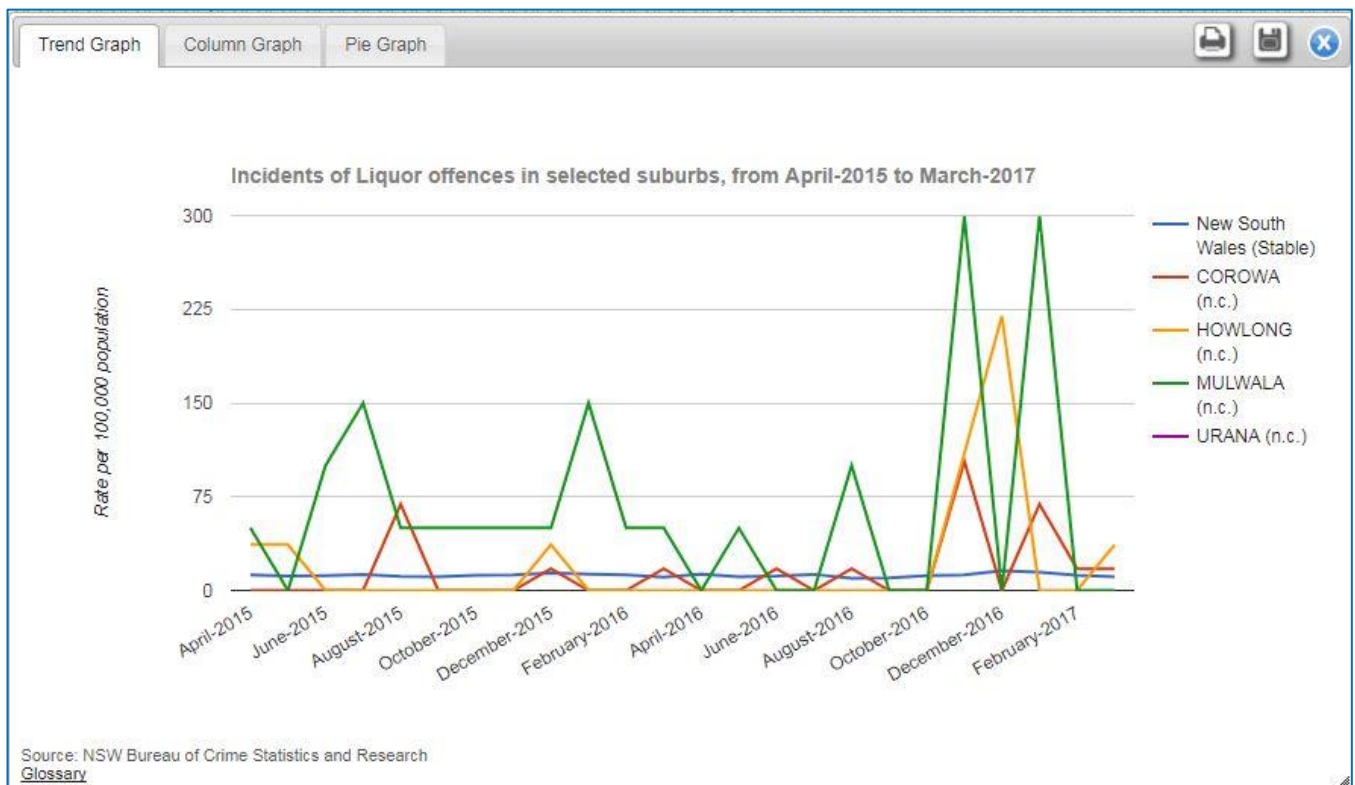 Trend Graph
Column Graph
Pie Graph
Incidents of Liquor offences in selected suburbs, from April-2015 to March-2017
Rate per 100,000 population
300
225
150
75
0
April-2015
June-2015
August-2015
October-2015
December-2015
February-2016
April-2016
June-2016
August-2016
October-2016
December-2016
February-2017
New South
Wales (Stable)
COROWA
(n.c.)
HOWLONG
(n.c.)
MULWALA
(n.c.)
URANA (n.c.)
Source: NSW Bureau of Crime Statistics and Research
Glossary